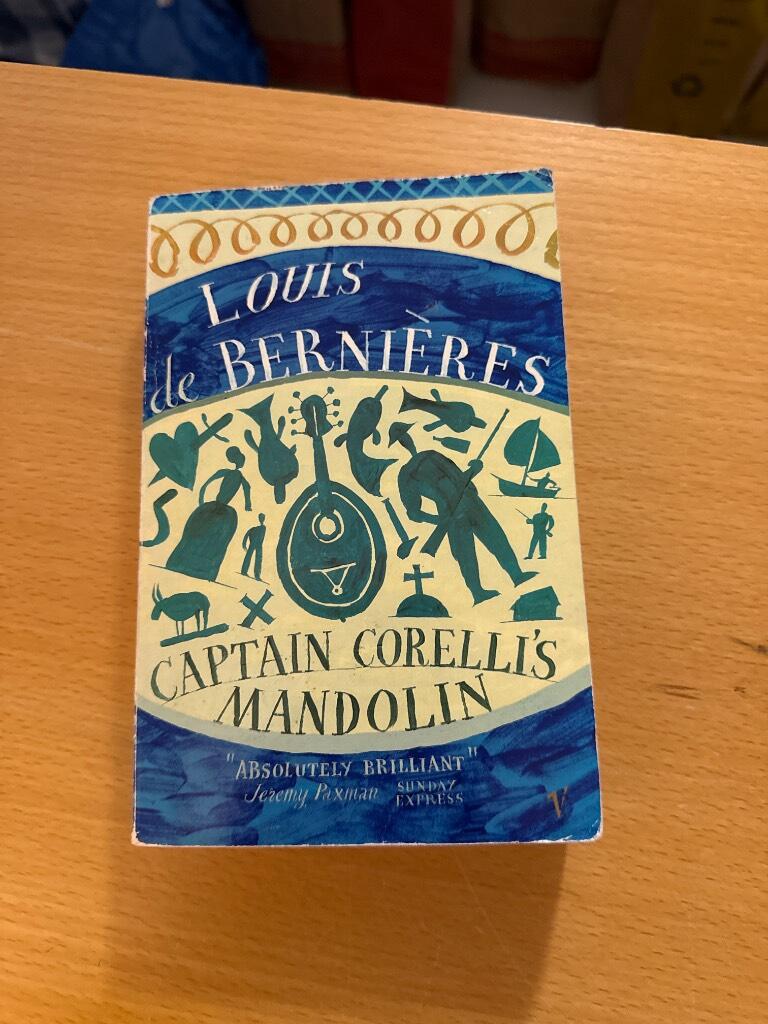 LOUIS
de BERNIÈRES
CAPTAIN CORELLI'S
MANDOLIN
"ABSOLUTELY BRILLIANT"
Jeremy Paxman SUNDAY
EXPRESS
V